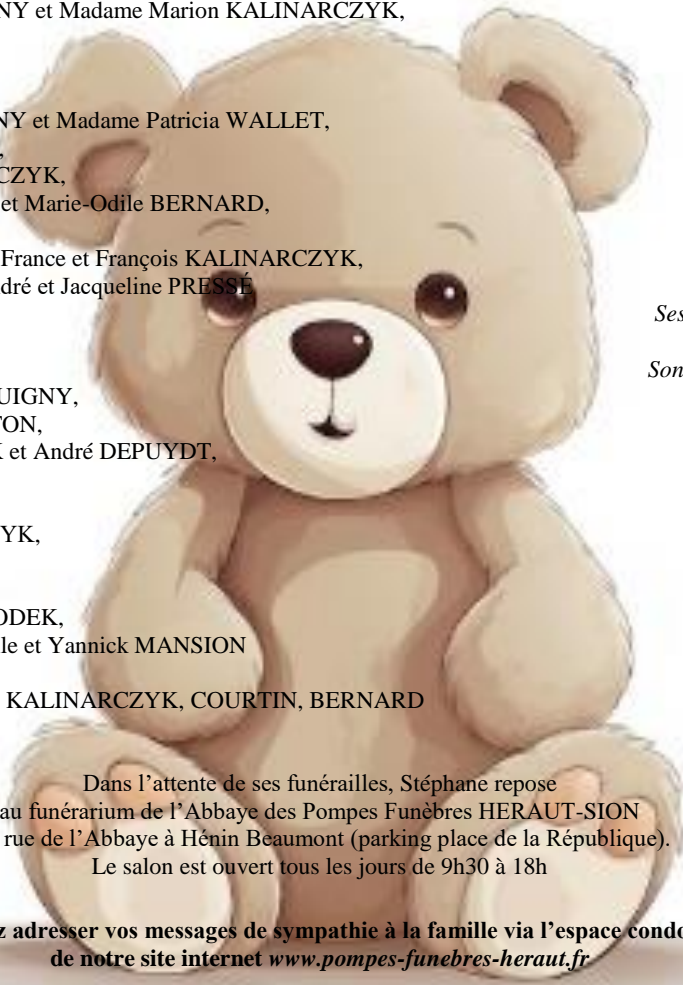 NY et Madame Marion KALINARCZYK,
NY et Madame Patricia WALLET,
,
CZYK,
et Marie-Odile BERNARD,
France et François KALINARCZYK,
dré et Jacqueline PRESSÉ
Ses
Son
UIGNY,
TON,
K et André DEPUYDT,
YK,
ODEK,
le et Yannick MANSION
KALINARCZYK, COURTIN, BERNARD
Dans l’attente de ses funérailles, Stéphane repose
au funérarium de l’Abbaye des Pompes Funèbres HERAUT-SION
rue de l’Abbaye à Hénin Beaumont (parking place de la République).
Le salon est ouvert tous les jours de 9h30 à 18h
z adresser vos messages de sympathie à la famille via l’espace condo
de notre site internet www.pompes-funebres-heraut.fr